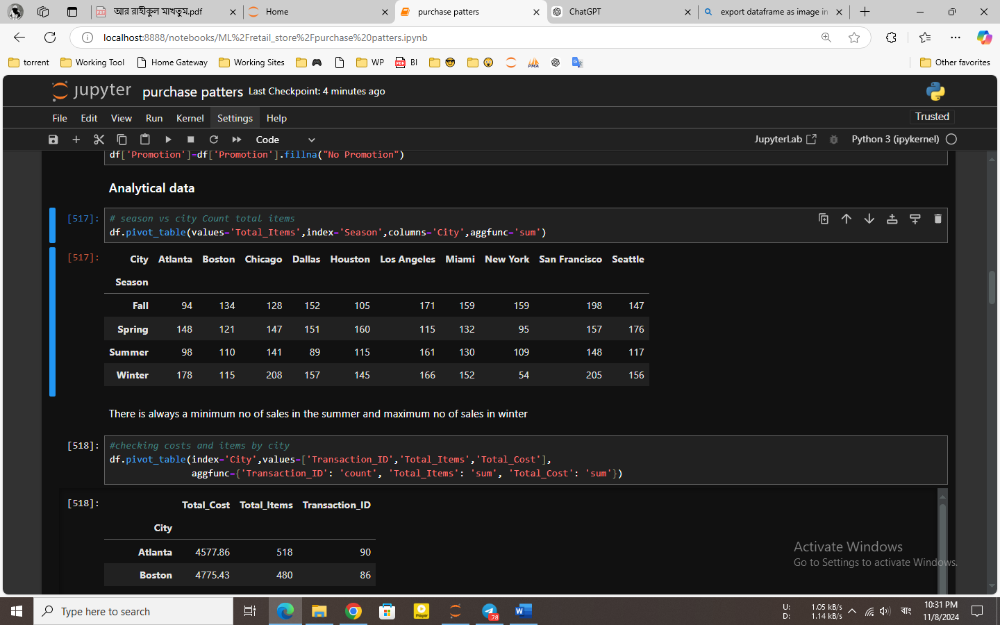 আর রাহীকুল মাখতুম.pdf
Home
purchase patters
ChatGPT
export dataframe as image in
localhost:8888/notebooks/ML%2Fretail_store%2Fpurchase%20patters.ipynb
torrent Working Tool Home Gateway Working Sites WP BI Other favorites
jupyter purchase patters Last Checkpoint: 4 minutes ago
File Edit View Run Kernel Settings Help Trusted
Code JupyterLab Python 3 (ipykernel)
df['Promotion']=df['Promotion'].fillna("No Promotion")
Analytical data
[517]: # season vs city Count total items
df.pivot_table(values='Total_Items',index='Season',columns='City',aggfunc='sum')
[517]: City Atlanta Boston Chicago Dallas Houston Los Angeles Miami New York San Francisco Seattle
Season
Fall 94 134 128 152 105 171 159 159 198 147
Spring 148 121 147 151 160 115 132 95 157 176
Summer 98 110 141 89 115 161 130 109 148 117
Winter 178 115 208 157 145 166 152 54 205 156
There is always a minimum no of sales in the summer and maximum no of sales in winter
[518]: #checking costs and items by city
df.pivot_table(index='City',values=['Transaction_ID','Total_Items','Total_Cost'],
aggfunc={'Transaction_ID': 'count', 'Total_Items': 'sum', 'Total_Cost': 'sum'})
[518]: Total_Cost Total_Items Transaction_ID
City
Atlanta 4577.86 518 90
Boston 4775.43 480 86
Activate Windows
Go to Settings to activate Windows.
Type here to search
Player
.78
U: 1.05 kB/s
D: 1.14 kB/s
বাং
10:31 PM
11/8/2024